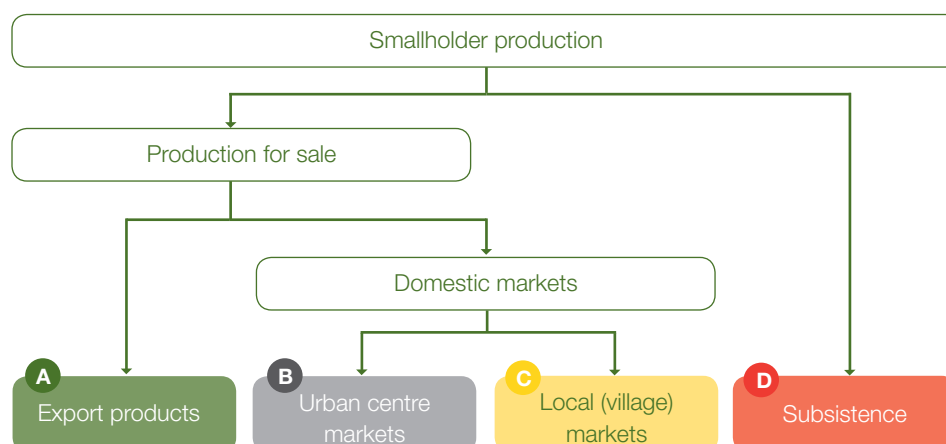 Smallholder production
Production for sale
Domestic markets
A
Export products
B
Urban centre
markets
C
Local (village)
markets
D
Subsistence